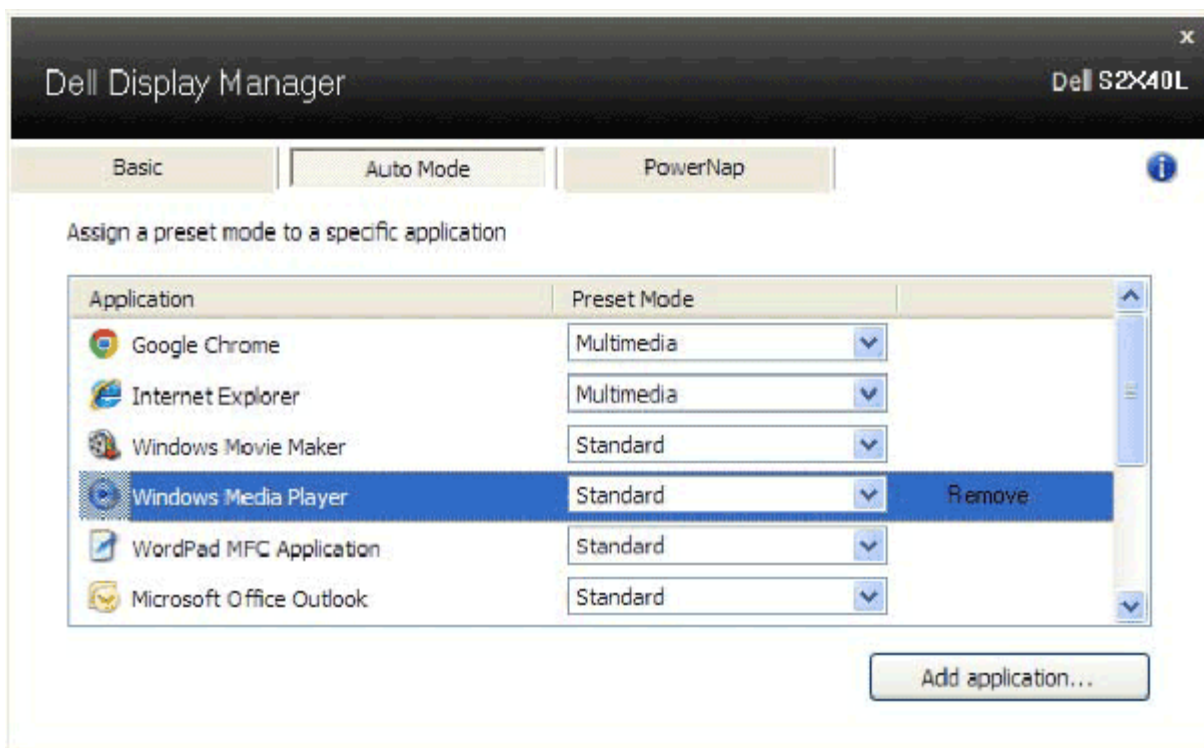 x
Dell Display Manager
Dell S2X40L
Basic Auto Mode PowerNap
Assign a preset mode to a specific application
Application Preset Mode
Google Chrome Multimedia
Internet Explorer Multimedia
Windows Movie Maker Standard
Windows Media Player Standard Remove
WordPad MFC Application Standard
Microsoft Office Outlook Standard
Add application...